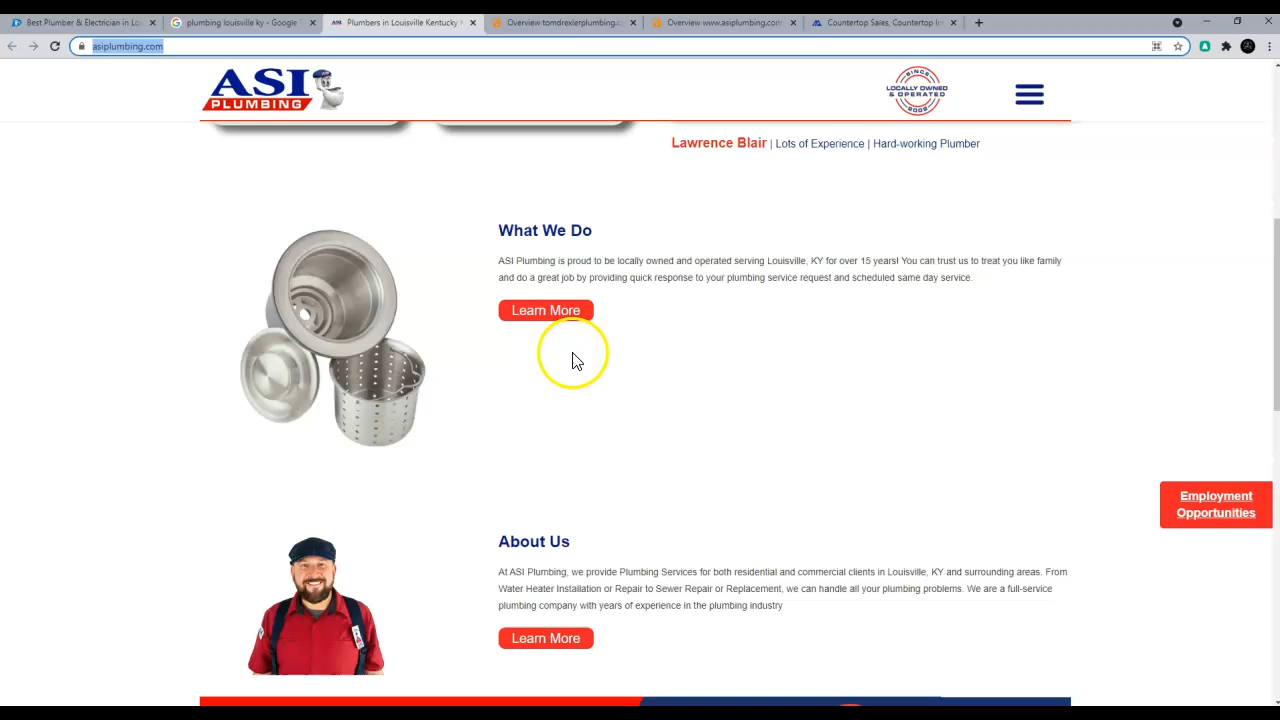 Best Plumber & Electrician in Lou
plumbing louisville ky - Google S
Plumbers in Louisville Kentucky
Overview tomdrexlerplumbing.c
Overview www.asiplumbing.com
Countertop Sales, Countertop Ins
asiplumbing.com
ASI
PLUMBING
SINCE
LOCALLY OWNED
& OPERATED
Lawrence Blair | Lots of Experience | Hard-working Plumber
What We Do
ASI Plumbing is proud to be locally owned and operated serving Louisville, KY for over 15 years! You can trust us to treat you like family
and do a great job by providing quick response to your plumbing service request and scheduled same day service.
Learn More
Employment
Opportunities
About Us
At ASI Plumbing, we provide Plumbing Services for both residential and commercial clients in Louisville, KY and surrounding areas. From
Water Heater Installation or Repair to Sewer Repair or Replacement, we can handle all your plumbing problems. We are a full-service
plumbing company with years of experience in the plumbing industry
Learn More